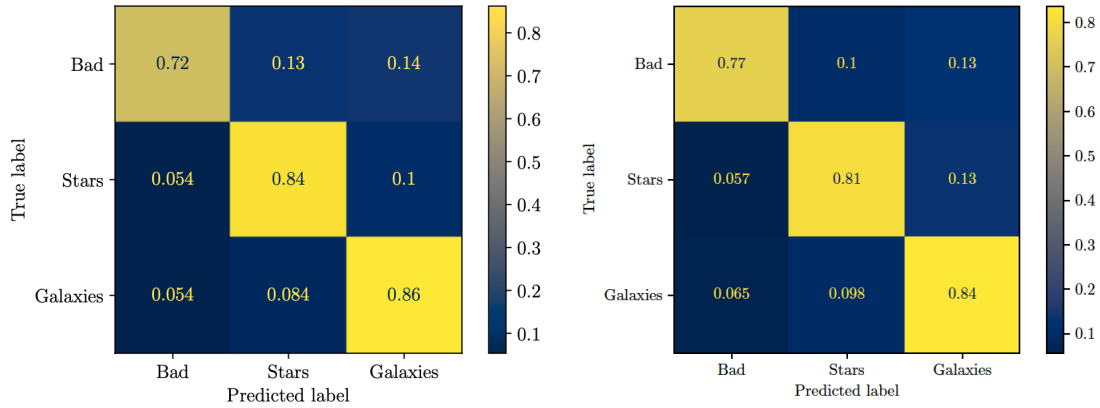 Bad 0.72 0.13 0.14
Stars 0.054 0.84 0.1
Galaxies 0.054 0.084 0.86
Bad Stars Galaxies
Predicted label
True label
0.8
0.7
0.6
0.5
0.4
0.3
0.2
0.1
Bad 0.77 0.1 0.13
Stars 0.057 0.81 0.13
Galaxies 0.065 0.098 0.84
Bad Stars Galaxies
Predicted label
True label
0.8
0.7
0.6
0.5
0.4
0.3
0.2
0.1